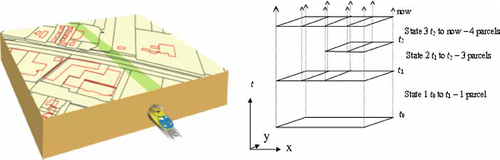 now
State 3 t₂ to now – 4 parcels
t₂
State 2 t₁ to t₂ – 3 parcels
t₁
t
State 1 t₀ to t₁ – 1 parcel
t₀
y
x